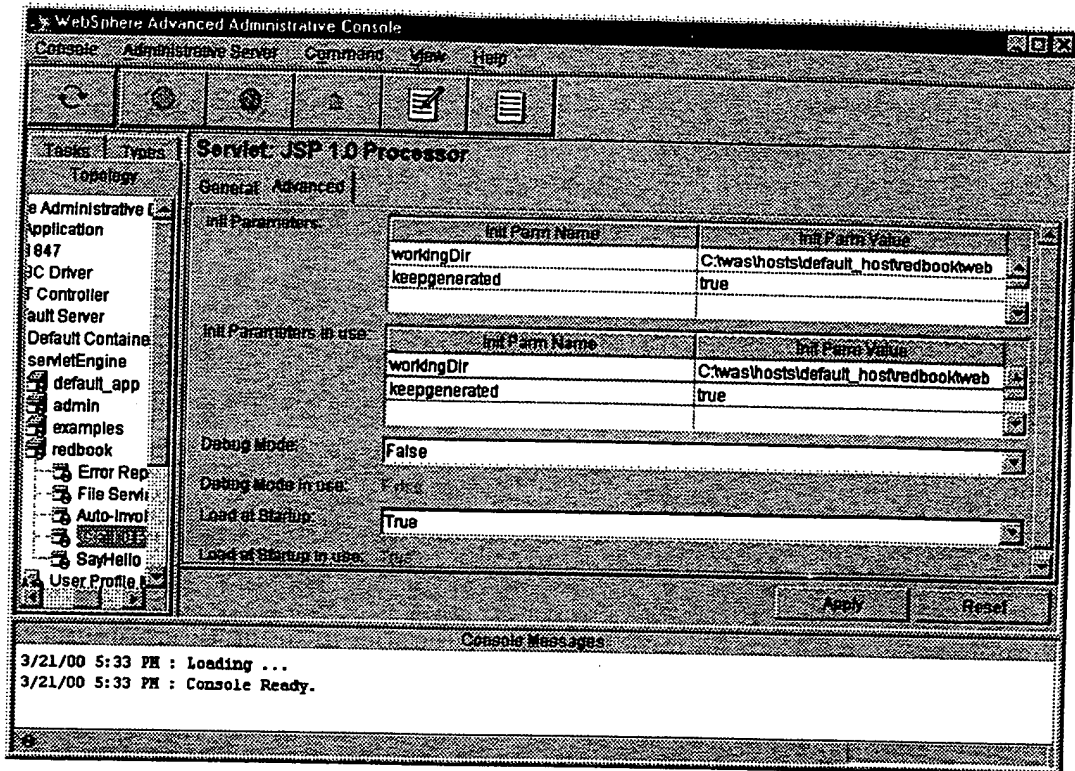 WebSphere Advanced Administrative Console
Console Administrative Server Command View Help
Tasks Types
Topology
e Administrative D
Application
1847
BC Driver
T Controller
ault Server
Default Containe
servletEngine
default_app
admin
examples
redbook
Error Rep
File Servl
Auto-Invol
SayHello
User Profile
Servlet: JSP 1.0 Processor
General Advanced
Init Parameters:
Init Parm Name Init Parm Value
workingDir C:\was\hosts\default_host\redbook\web
keepgenerated true
Init Parameters in use:
Init Parm Name Init Parm Value
workingDir C:\was\hosts\default_host\redbook\web
keepgenerated true
Debug Mode: False
Debug Mode in use: False
Load at Startup: True
Load at Startup in use: True
Apply Reset
Console Messages
3/21/00 5:33 PM : Loading ...
3/21/00 5:33 PM : Console Ready.